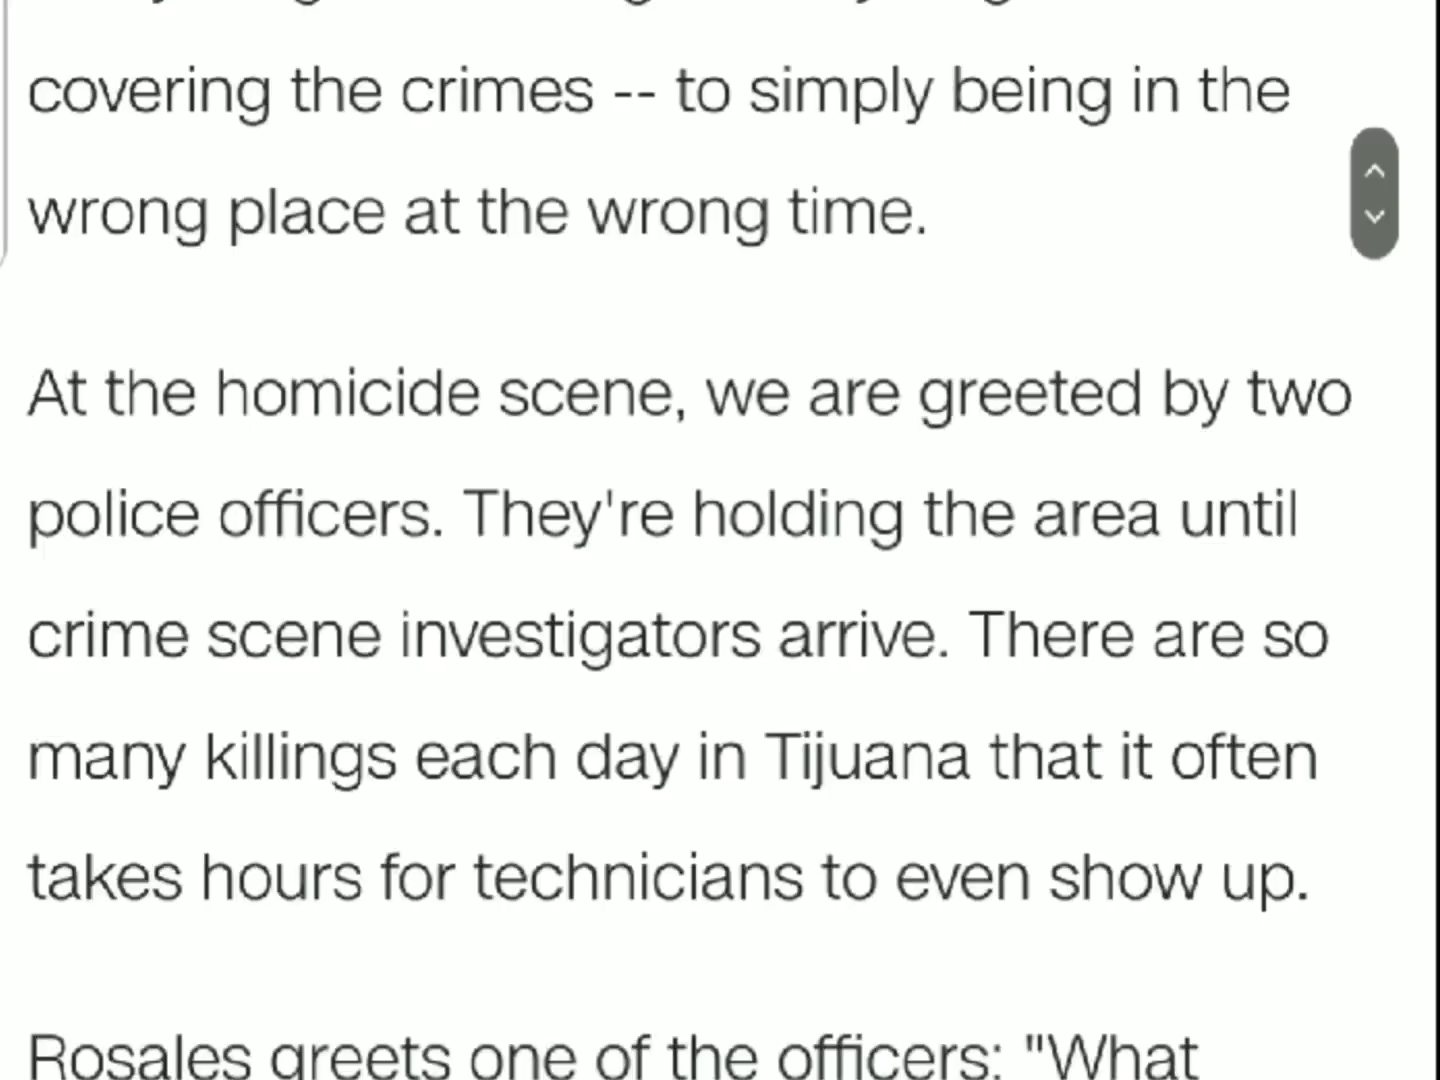 covering the crimes -- to simply being in the
wrong place at the wrong time.
At the homicide scene, we are greeted by two
police officers. They're holding the area until
crime scene investigators arrive. There are so
many killings each day in Tijuana that it often
takes hours for technicians to even show up.
Rosales greets one of the officers: "What